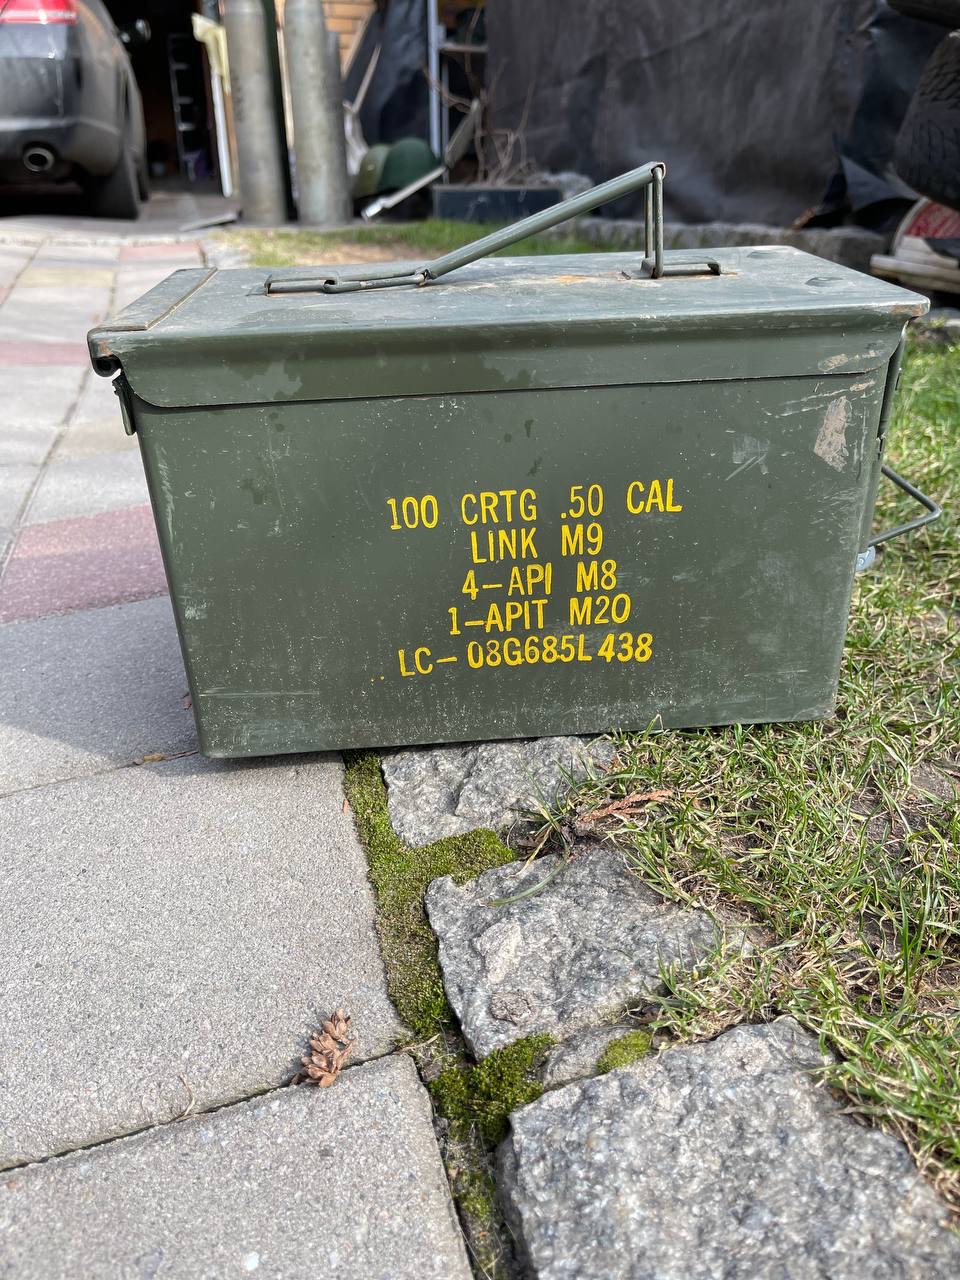 100 CRTG .50 CAL
LINK M9
4-API M8
1-APIT M20
LC-08G685L438